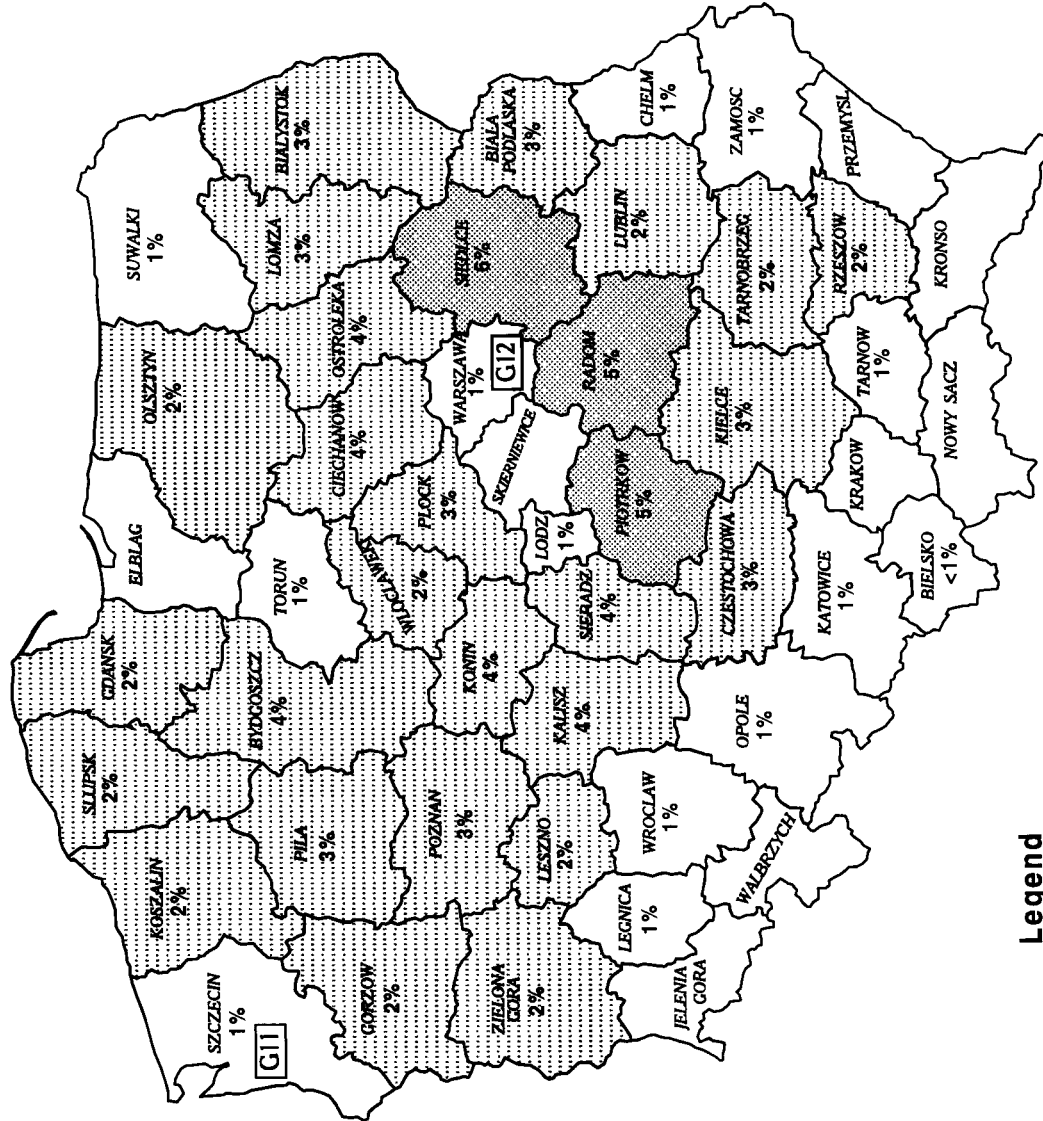 SUWALKI
1%
SLUPSK
2%
GDANSK
2%
ELBLAG
OLSZTYN
2%
KOSZALIN
2%
LOMZA
3%
BIALYSTOK
3%
SZCZECIN
1%
G11
PILA
3%
BYDGOSZCZ
4%
TORUN
1%
CIECHANOW
4%
OSTROLEKA
4%
GORZOW
2%
POZNAN
3%
KONIN
4%
WLOCLAWEK
2%
PLOCK
3%
WARSZAWA
1%
G12
SIEDLCE
BIALA
PODLASKA
3%
ZIELONA
GORA
2%
LESZNO
2%
KALISZ
4%
SIERADZ
4%
LODZ
1%
SKIERNIEWICE
PIOTRKOW
5%
RADOM
5%
LUBLIN
2%
CHELM
1%
LEGNICA
1%
WROCLAW
1%
JELENIA
GORA
WALBRZYCH
OPOLE
1%
CZESTOCHOWA
3%
KIELCE
3%
TARNOBRZEG
2%
ZAMOSC
1%
KATOWICE
1%
KRAKOW
TARNOW
1%
RZESZOW
2%
PRZEMYSL
BIELSKO
<1%
NOWY SACZ
KRONSO
Legend